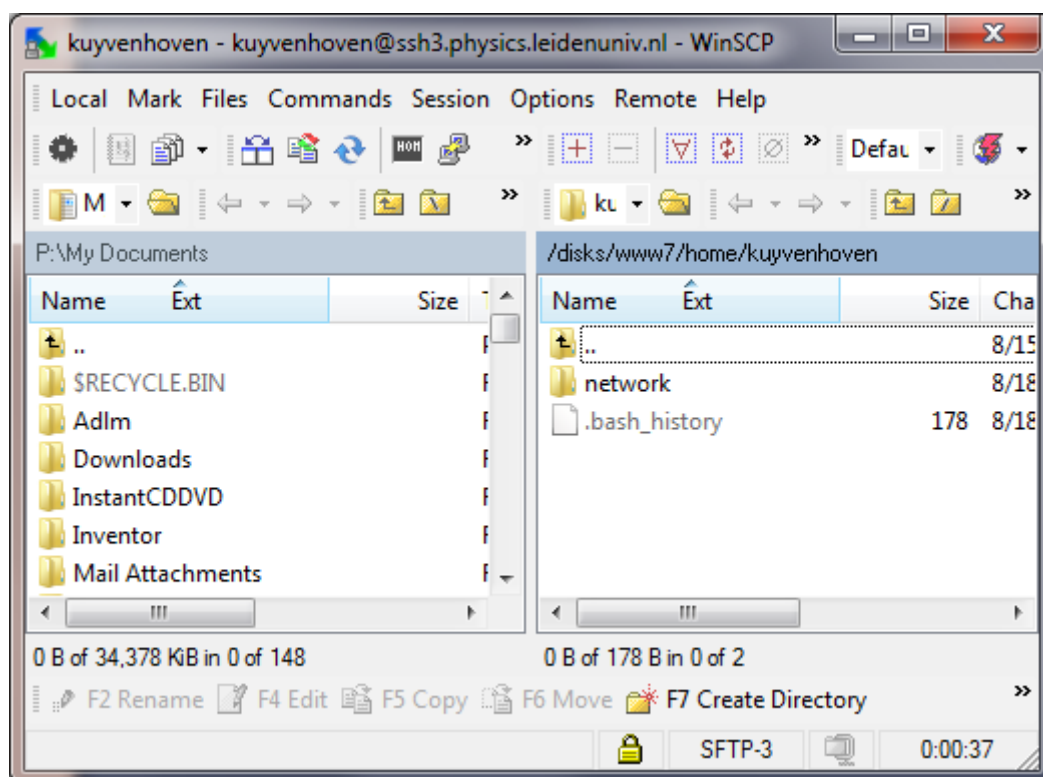 kuyvenhoven - kuyvenhoven@ssh3.physics.leidenuniv.nl - WinSCP
Local Mark Files Commands Session Options Remote Help
» » Defau
M » ku »
P:\My Documents /disks/www7/home/kuyvenhoven
Name Ext Size Name Ext Size Cha
.. .. 8/15
$RECYCLE.BIN network 8/18
Adlm .bash_history 178 8/18
Downloads
InstantCDDVD
Inventor
Mail Attachments
0 B of 34,378 KiB in 0 of 148 0 B of 178 B in 0 of 2
F2 Rename F4 Edit F5 Copy F6 Move F7 Create Directory »
SFTP-3 0:00:37